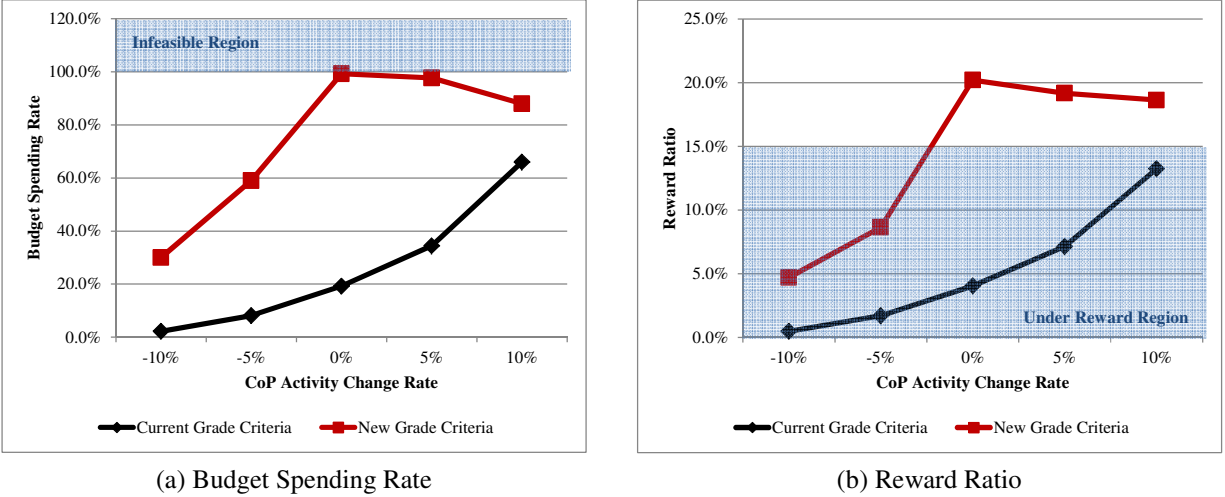 120.0%
100.0%
80.0%
60.0%
40.0%
20.0%
0.0%
Budget Spending Rate
Infeasible Region
-10% -5% 0% 5% 10%
CoP Activity Change Rate
Current Grade Criteria New Grade Criteria
(a) Budget Spending Rate
25.0%
20.0%
15.0%
10.0%
5.0%
0.0%
Reward Ratio
Under Reward Region
-10% -5% 0% 5% 10%
CoP Activity Change Rate
Current Grade Criteria New Grade Criteria
(b) Reward Ratio